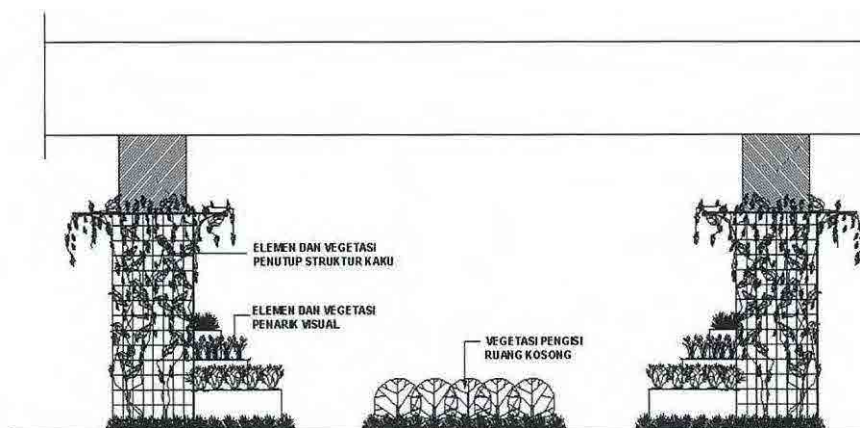 ELEMEN DAN VEGETASI
PENUTUP STRUKTUR KAKU
ELEMEN DAN VEGETASI
PENARIK VISUAL
VEGETASI PENGISI
RUANG KOSONG